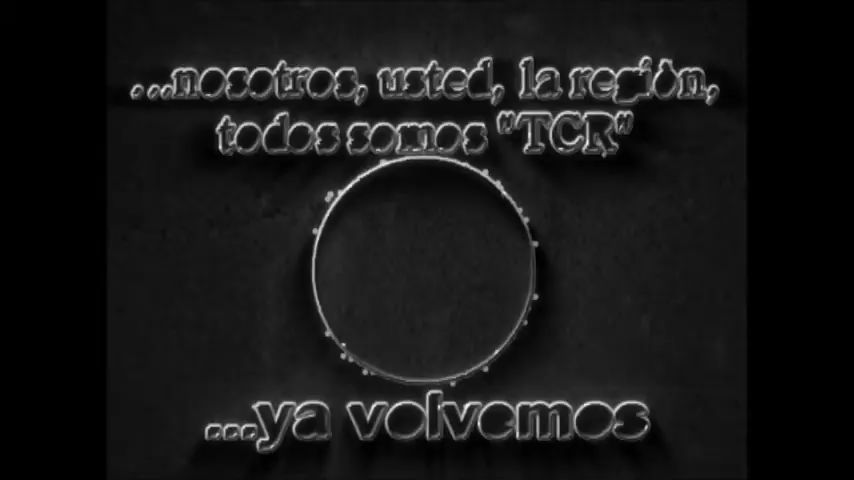 ...nosotros, usted, la región,
todos somos "TCR"
...ya volvemos